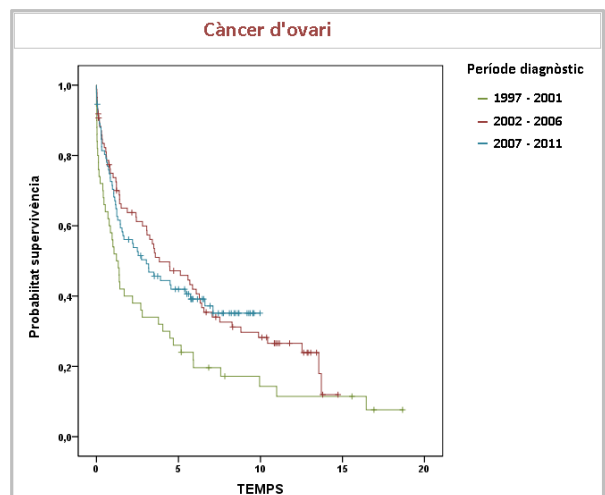 Càncer d'ovari
Període diagnòstic
1997 - 2001
2002 - 2006
2007 - 2011
Probabilitat supervivència
1,0
0,8
0,6
0,4
0,2
0,0
0
5
10
15
20
TEMPS